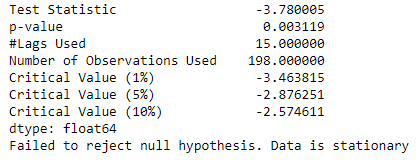 Test Statistic -3.780005
p-value 0.003119
#Lags Used 15.000000
Number of Observations Used 198.000000
Critical Value (1%) -3.463815
Critical Value (5%) -2.876251
Critical Value (10%) -2.574611
dtype: float64
Failed to reject null hypothesis. Data is stationary